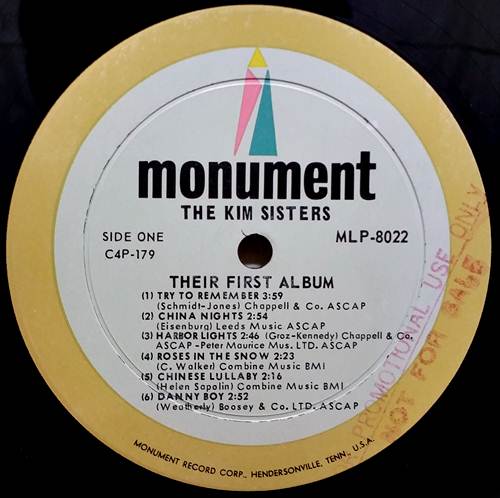 monument
THE KIM SISTERS
SIDE ONE
C4P-179
MLP-8022
THEIR FIRST ALBUM
(1) TRY TO REMEMBER 3:59
(Schmidt-Jones) Chappell & Co. ASCAP
(2) CHINA NIGHTS 2:54
(Eisenburg) Leeds Music ASCAP
(3) HARBOR LIGHTS 2:46 (Groz-Kennedy) Chappell & Co.
ASCAP -Peter Maurice Mus. LTD. ASCAP
(4) ROSES IN THE SNOW 2:23
(C. Walker) Combine Music BMI
(5) CHINESE LULLABY 2:16
(Helen Sapolin) Combine Music BMI
(6) DANNY BOY 2:52
(Weatherly) Boosey & Co. LTD. ASCAP
MONUMENT RECORD CORP., HENDERSONVILLE, TENN., U.S.A.
PROMOTIONAL USE ONLY
NOT FOR SALE